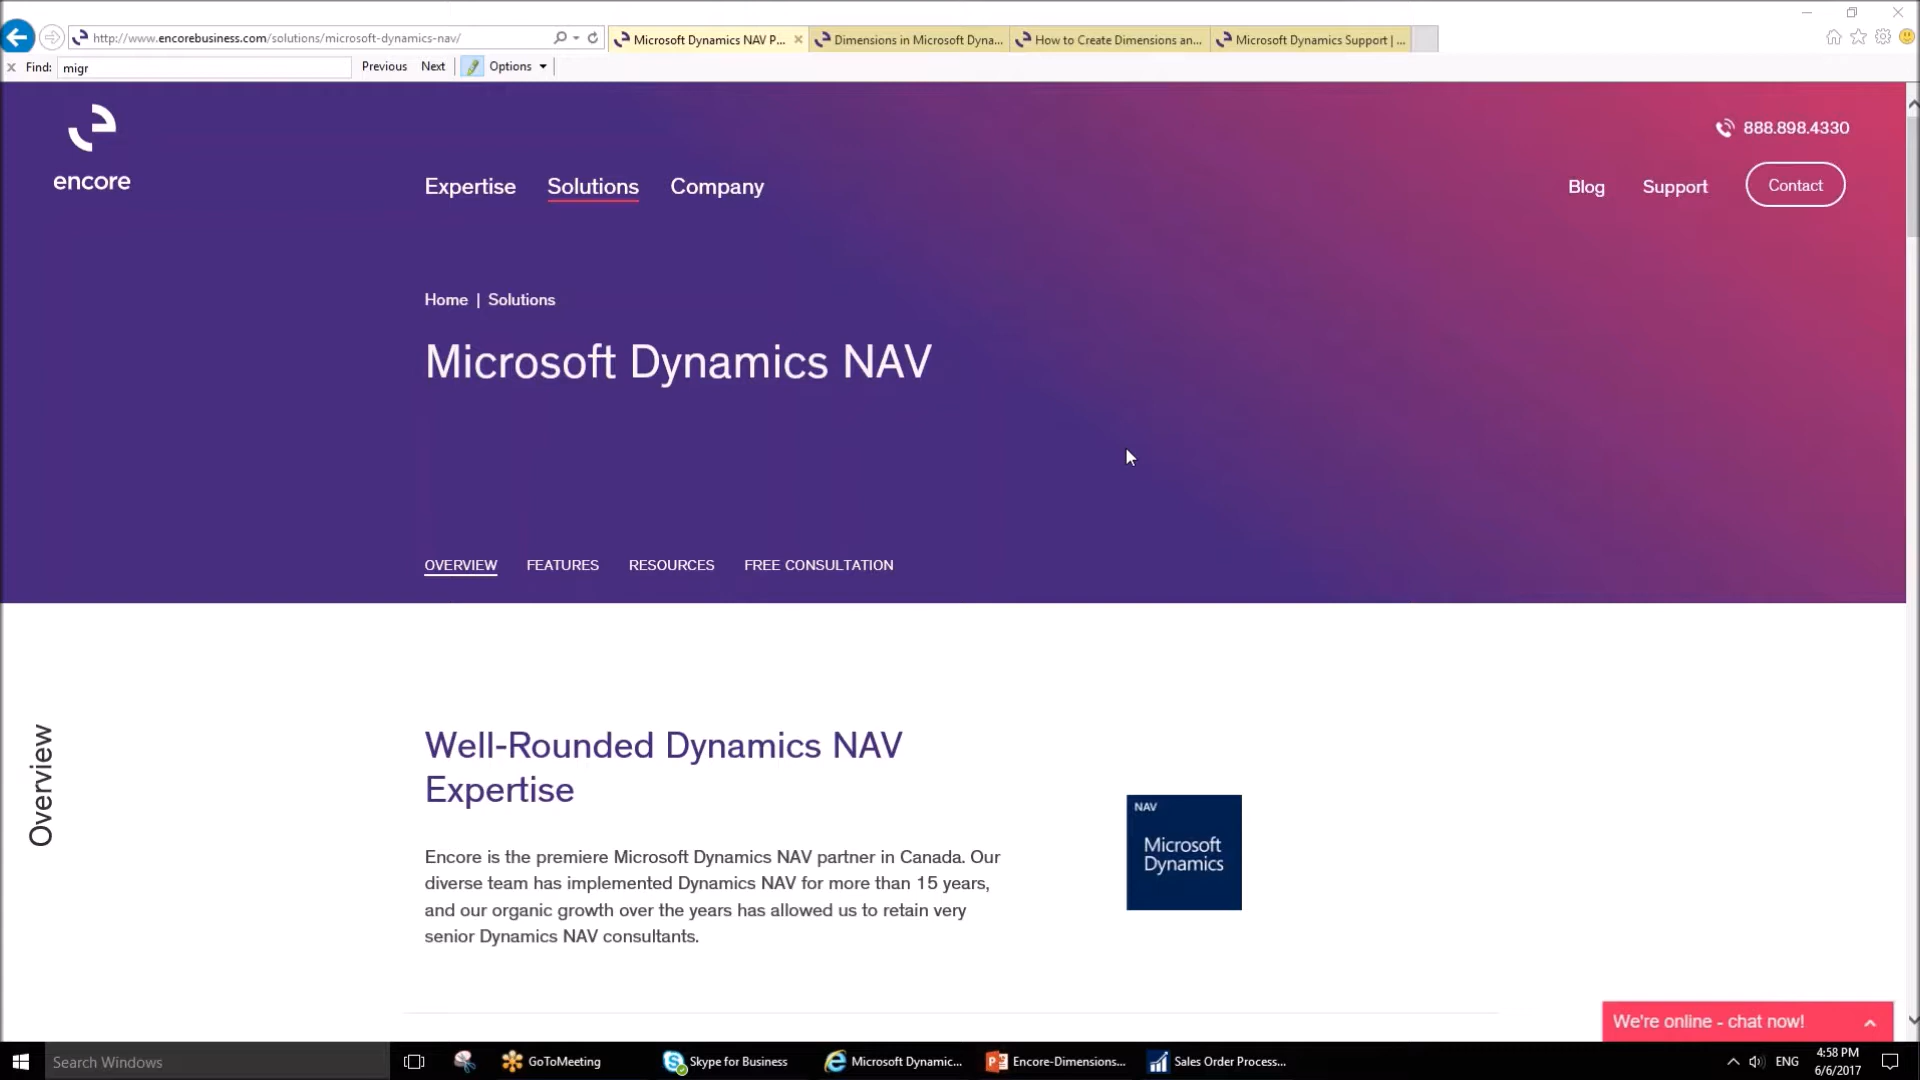 http://www.encorebusiness.com/solutions/microsoft-dynamics-nav/
Microsoft Dynamics NAV P...
Dimensions in Microsoft Dyna...
How to Create Dimensions an...
Microsoft Dynamics Support | ...
Find: migr
Previous
Next
Options
encore
888.898.4330
Expertise
Solutions
Company
Blog
Support
Contact
Home | Solutions
Microsoft Dynamics NAV
OVERVIEW
FEATURES
RESOURCES
FREE CONSULTATION
Overview
Well-Rounded Dynamics NAV
Expertise
NAV
Microsoft
Dynamics
Encore is the premiere Microsoft Dynamics NAV partner in Canada. Our
diverse team has implemented Dynamics NAV for more than 15 years,
and our organic growth over the years has allowed us to retain very
senior Dynamics NAV consultants.
We're online - chat now!
Search Windows
GoToMeeting
Skype for Business
Microsoft Dynamic...
Encore-Dimensions...
Sales Order Process...
ENG
4:58 PM
6/6/2017